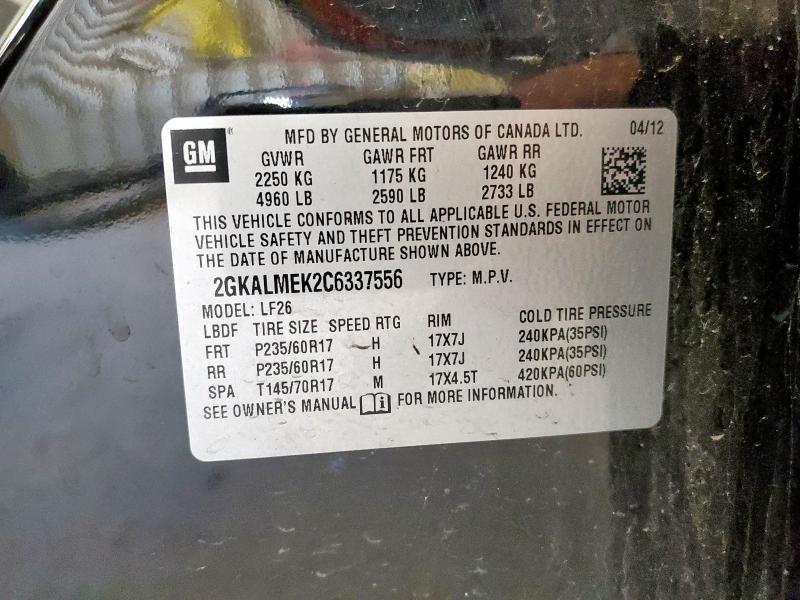 GM
MFD BY GENERAL MOTORS OF CANADA LTD. 04/12
GVWR GAWR FRT GAWR RR
2250 KG 1175 KG 1240 KG
4960 LB 2590 LB 2733 LB
THIS VEHICLE CONFORMS TO ALL APPLICABLE U.S. FEDERAL MOTOR
VEHICLE SAFETY AND THEFT PREVENTION STANDARDS IN EFFECT ON
THE DATE OF MANUFACTURE SHOWN ABOVE.
2GKALMEK2C6337556 TYPE: M.P.V.
MODEL: LF26
LBDF TIRE SIZE SPEED RTG RIM COLD TIRE PRESSURE
FRT P235/60R17 H 17X7J 240KPA(35PSI)
RR P235/60R17 H 17X7J 240KPA(35PSI)
SPA T145/70R17 M 17X4.5T 420KPA(60PSI)
SEE OWNER'S MANUAL FOR MORE INFORMATION.